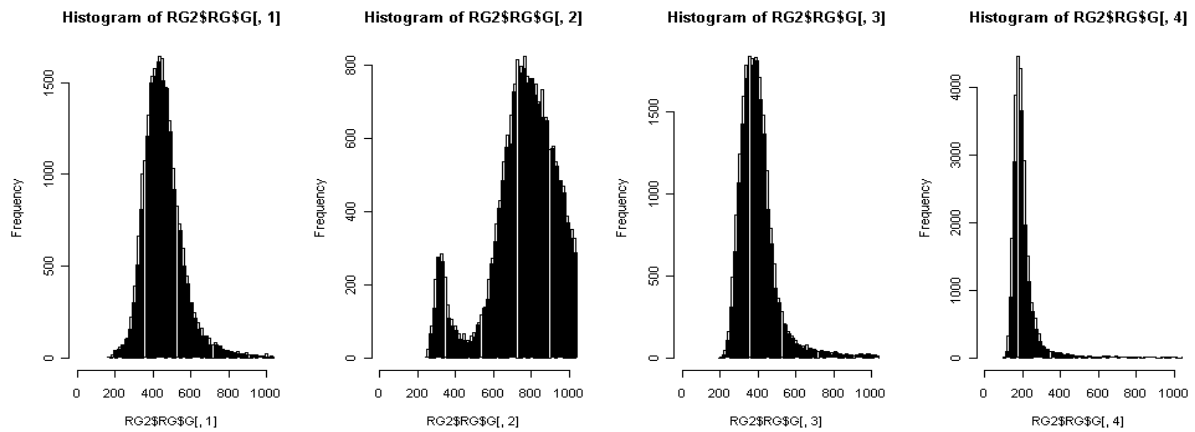 Histogram of RG2$RG$G[, 1]
Frequency
0
500
1000
1500
0 200 400 600 800 1000
RG2$RG$G[, 1]
Histogram of RG2$RG$G[, 2]
Frequency
0
200
400
600
800
0 200 400 600 800 1000
RG2$RG$G[, 2]
Histogram of RG2$RG$G[, 3]
Frequency
0
500
1000
1500
0 200 400 600 800 1000
RG2$RG$G[, 3]
Histogram of RG2$RG$G[, 4]
Frequency
0
1000
2000
3000
4000
0 200 400 600 800 1000
RG2$RG$G[, 4]